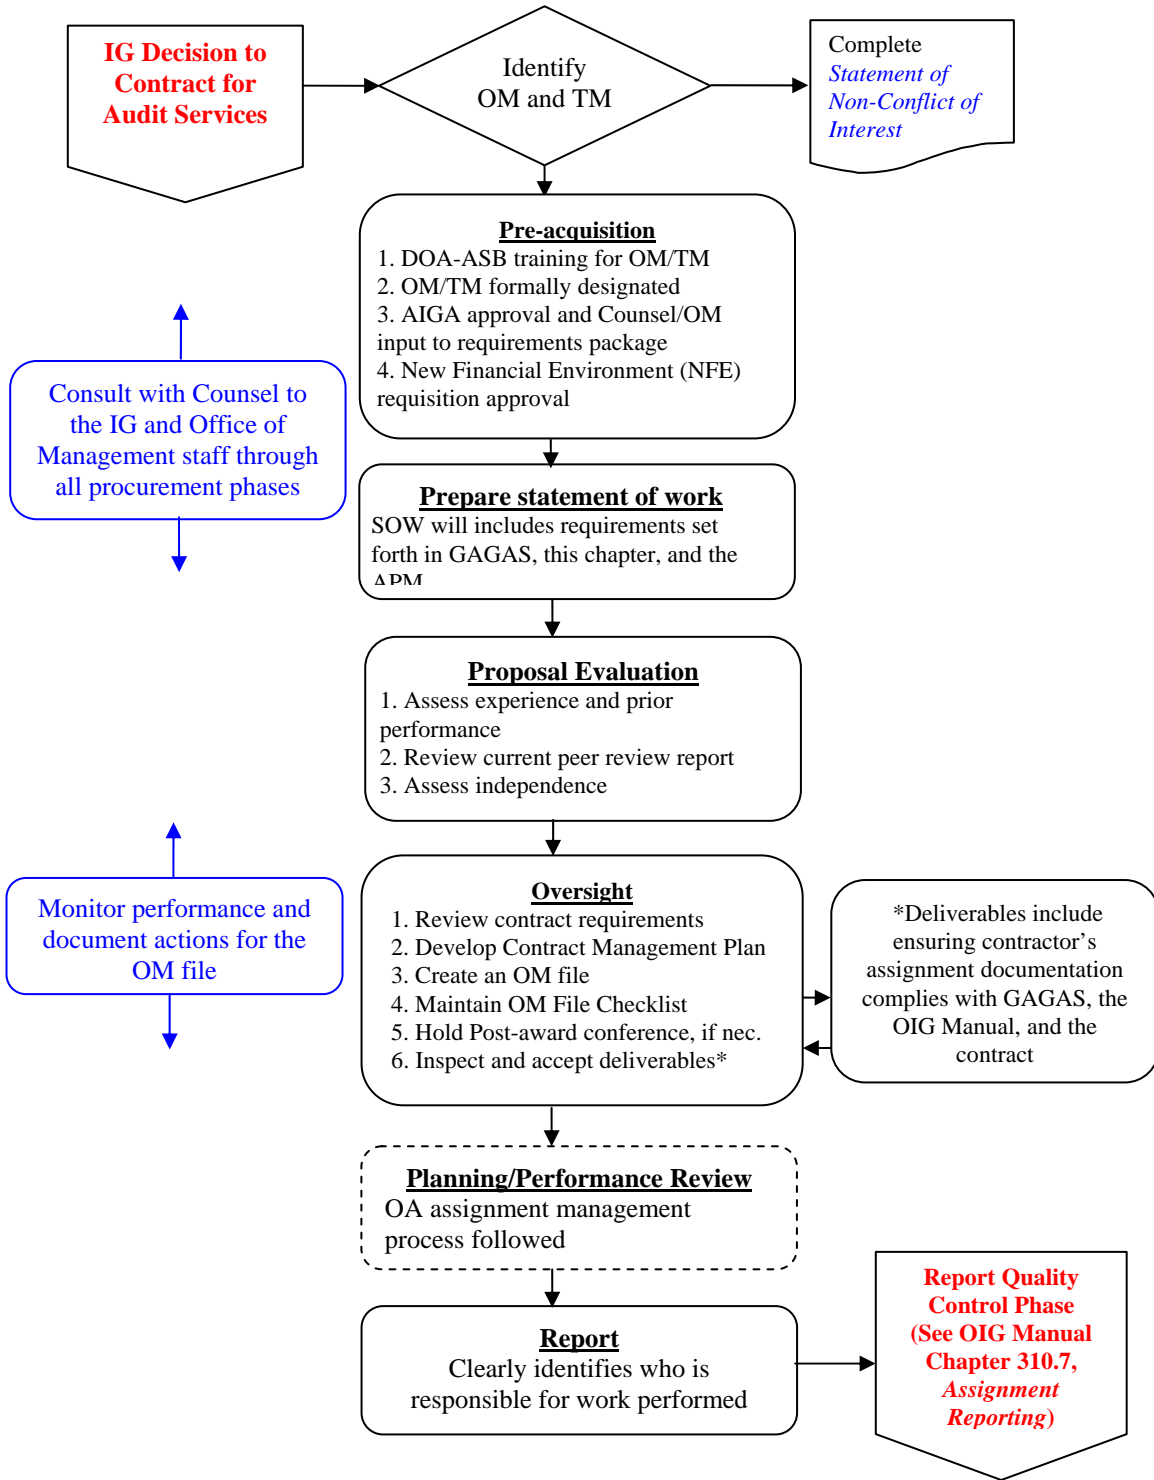 IG Decision to
Contract for
Audit Services
Identify
OM and TM
Complete
Statement of
Non-Conflict of
Interest
Pre-acquisition
1. DOA-ASB training for OM/TM
2. OM/TM formally designated
3. AIGA approval and Counsel/OM
input to requirements package
4. New Financial Environment (NFE)
requisition approval
Consult with Counsel to
the IG and Office of
Management staff through
all procurement phases
Prepare statement of work
SOW will includes requirements set
forth in GAGAS, this chapter, and the
APM
Proposal Evaluation
1. Assess experience and prior
performance
2. Review current peer review report
3. Assess independence
Monitor performance and
document actions for the
OM file
Oversight
1. Review contract requirements
2. Develop Contract Management Plan
3. Create an OM file
4. Maintain OM File Checklist
5. Hold Post-award conference, if nec.
6. Inspect and accept deliverables*
*Deliverables include
ensuring contractor’s
assignment documentation
complies with GAGAS, the
OIG Manual, and the
contract
Planning/Performance Review
OA assignment management
process followed
Report
Clearly identifies who is
responsible for work performed
Report Quality
Control Phase
(See OIG Manual
Chapter 310.7,
Assignment
Reporting)